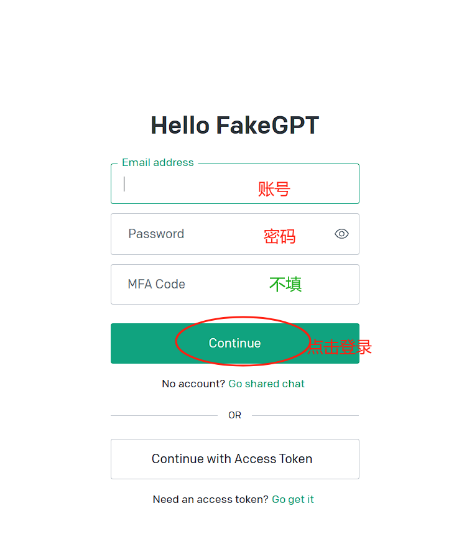 Hello FakeGPT
Email address
账号
Password 密码
MFA Code 不填
Continue 点击登录
No account? Go shared chat
OR
Continue with Access Token
Need an access token? Go get it